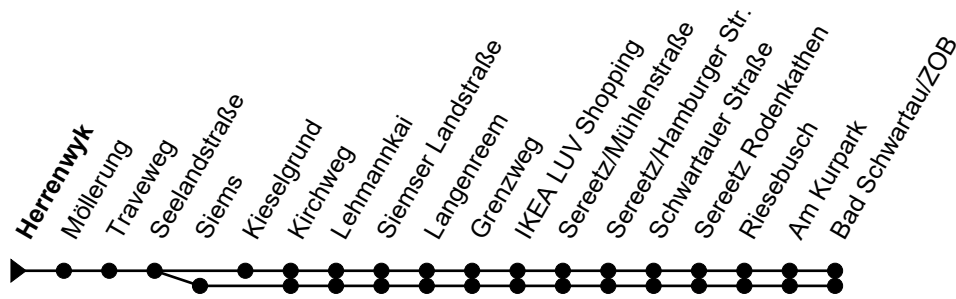 Herrenwyk
Möllerung
Traveweg
Seelandstraße
Siems
Kieselgrund
Kirchweg
Lehmannkai
Siemser Landstraße
Langenreem
Grenzweg
IKEA LUV Shopping
Sereetz/Mühlenstraße
Sereetz/Hamburger Str.
Schwartauer Straße
Sereetz Rodenkathen
Riesebusch
Am Kurpark
Bad Schwartau/ZOB